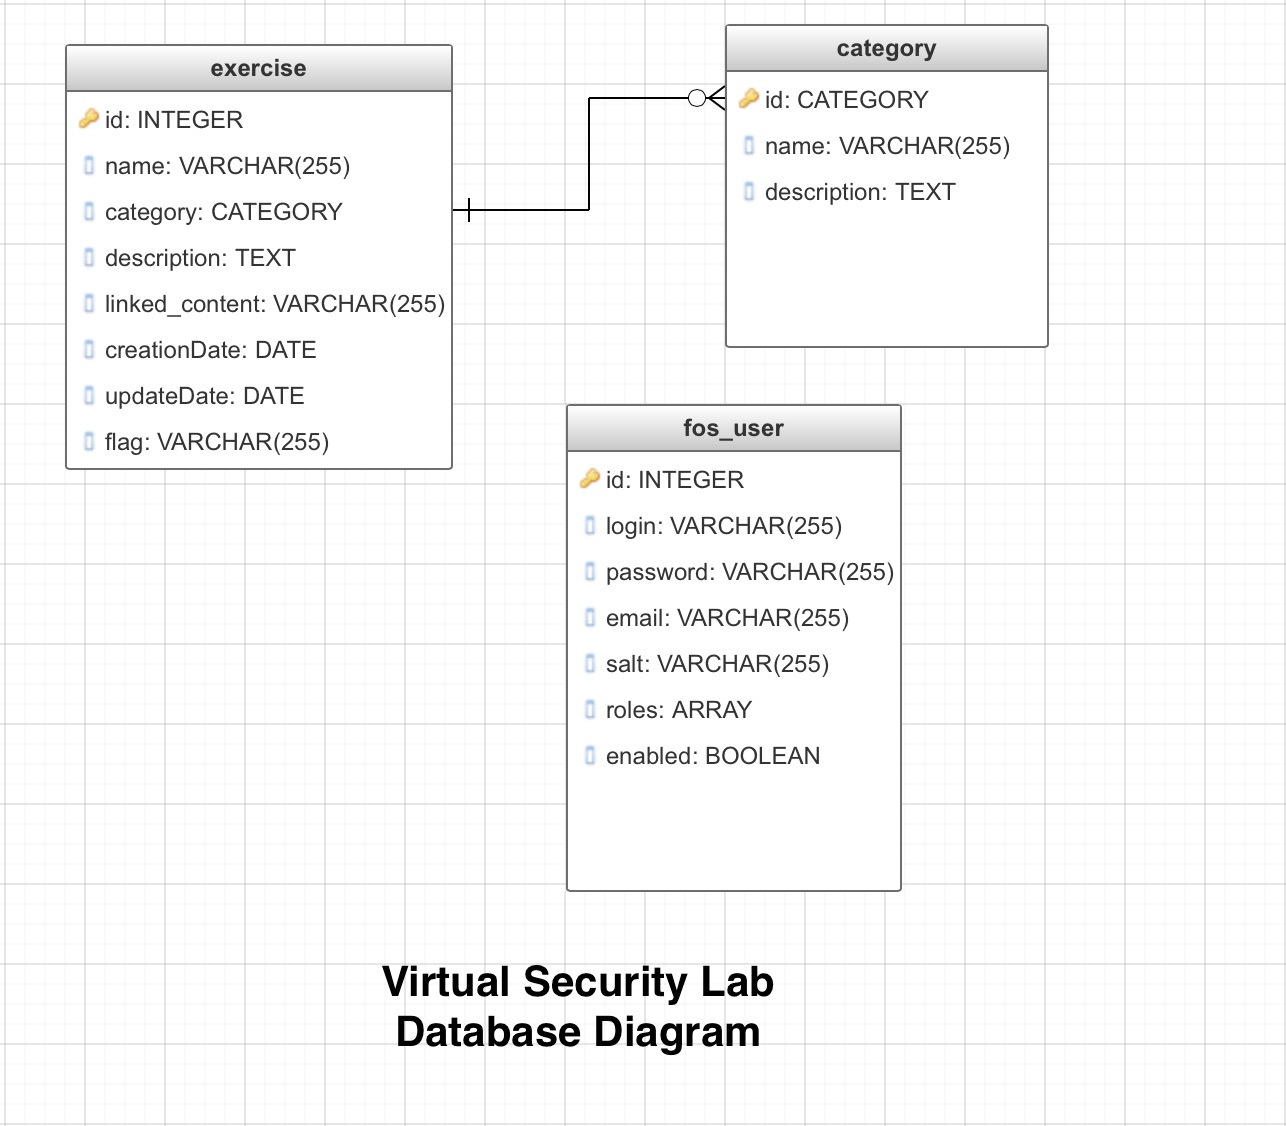 exercise
id: INTEGER
name: VARCHAR(255)
category: CATEGORY
description: TEXT
linked_content: VARCHAR(255)
creationDate: DATE
updateDate: DATE
flag: VARCHAR(255)
category
id: CATEGORY
name: VARCHAR(255)
description: TEXT
fos_user
id: INTEGER
login: VARCHAR(255)
password: VARCHAR(255)
email: VARCHAR(255)
salt: VARCHAR(255)
roles: ARRAY
enabled: BOOLEAN
Virtual Security Lab
Database Diagram